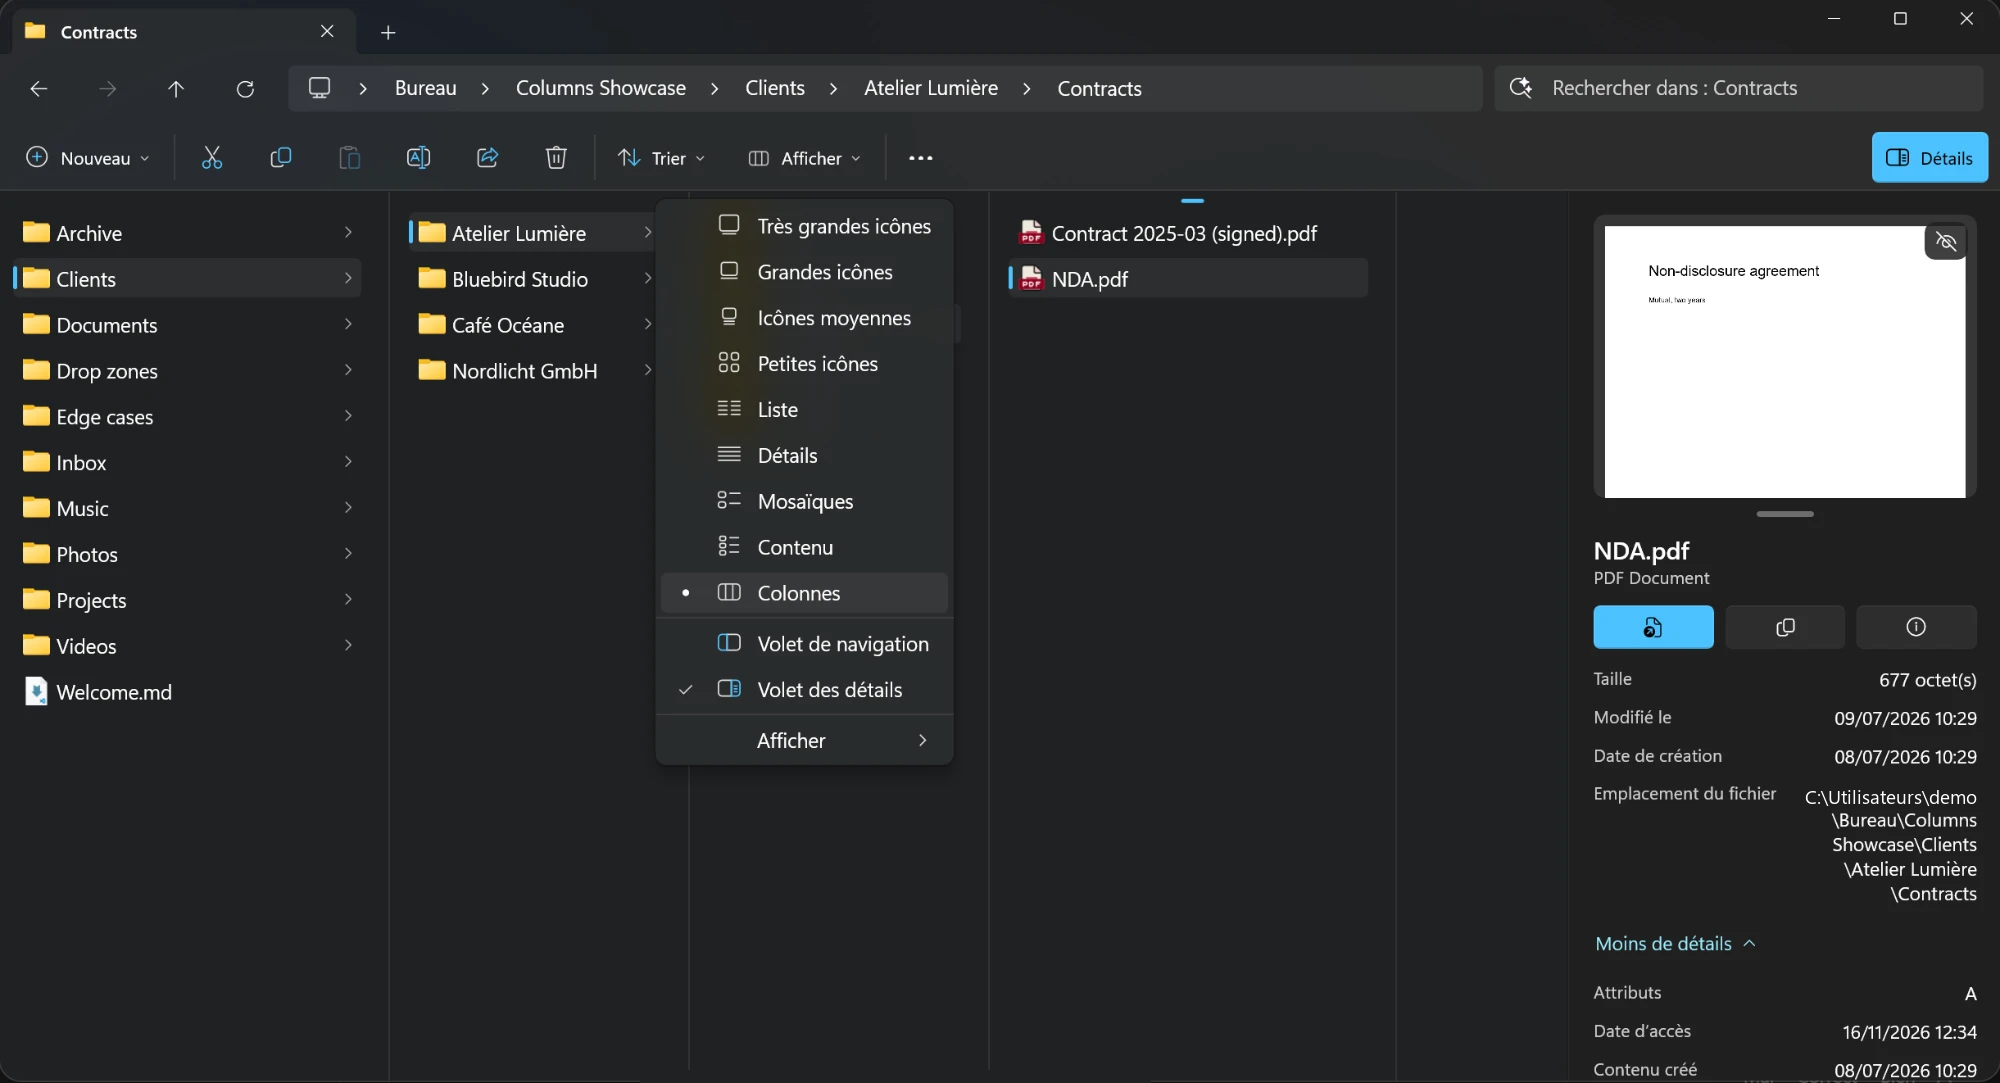 Contracts
Bureau
Columns Showcase
Clients
Atelier Lumière
Contracts
Rechercher dans : Contracts
Nouveau
Trier
Afficher
Détails
Archive
Clients
Documents
Drop zones
Edge cases
Inbox
Music
Photos
Projects
Videos
Welcome.md
Atelier Lumière
Bluebird Studio
Café Océane
Nordlicht GmbH
Très grandes icônes
Grandes icônes
Icônes moyennes
Petites icônes
Liste
Détails
Mosaïques
Contenu
Colonnes
Volet de navigation
Volet des détails
Afficher
Contract 2025-03 (signed).pdf
NDA.pdf
Non-disclosure agreement
Mutual, two years
NDA.pdf
PDF Document
Taille 677 octet(s)
Modifié le 09/07/2026 10:29
Date de création 08/07/2026 10:29
Emplacement du fichier C:\Utilisateurs\demo
\Bureau\Columns
Showcase\Clients
\Atelier Lumière
\Contracts
Moins de détails
Attributs A
Date d’accès 16/11/2026 12:34
Contenu créé 08/07/2026 10:29